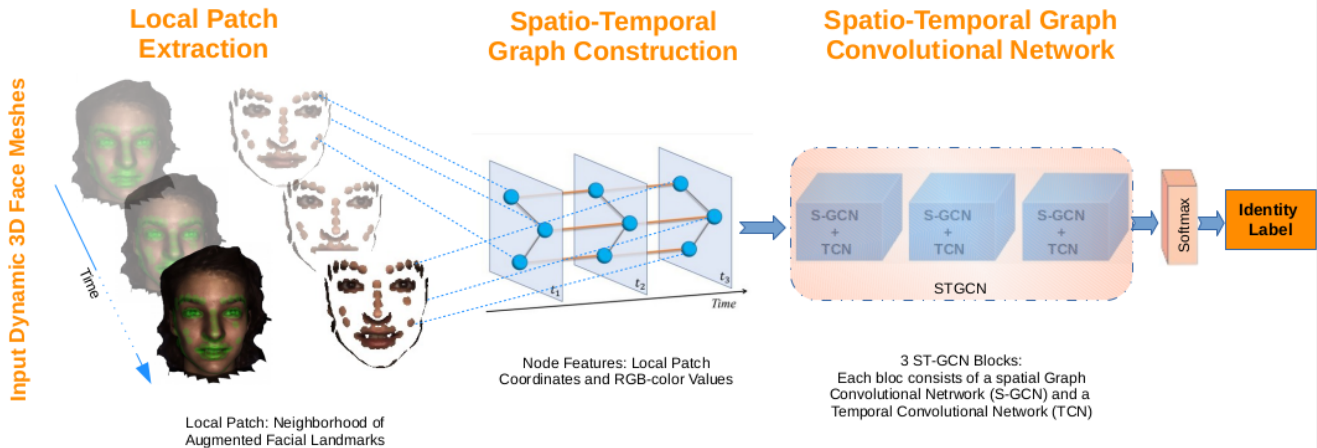 Local Patch
Extraction
Spatio-Temporal
Graph Construction
Spatio-Temporal Graph
Convolutional Network
Input Dynamic 3D Face Meshes
Time
t1
t2
t3
Time
S-GCN
+
TCN
S-GCN
+
TCN
S-GCN
+
TCN
STGCN
Softmax
Identity
Label
Local Patch: Neighborhood of
Augmented Facial Landmarks
Node Features: Local Patch
Coordinates and RGB-color Values
3 ST-GCN Blocks:
Each bloc consists of a spatial Graph
Convolutional Netrwork (S-GCN) and a
Temporal Convolutional Network (TCN)